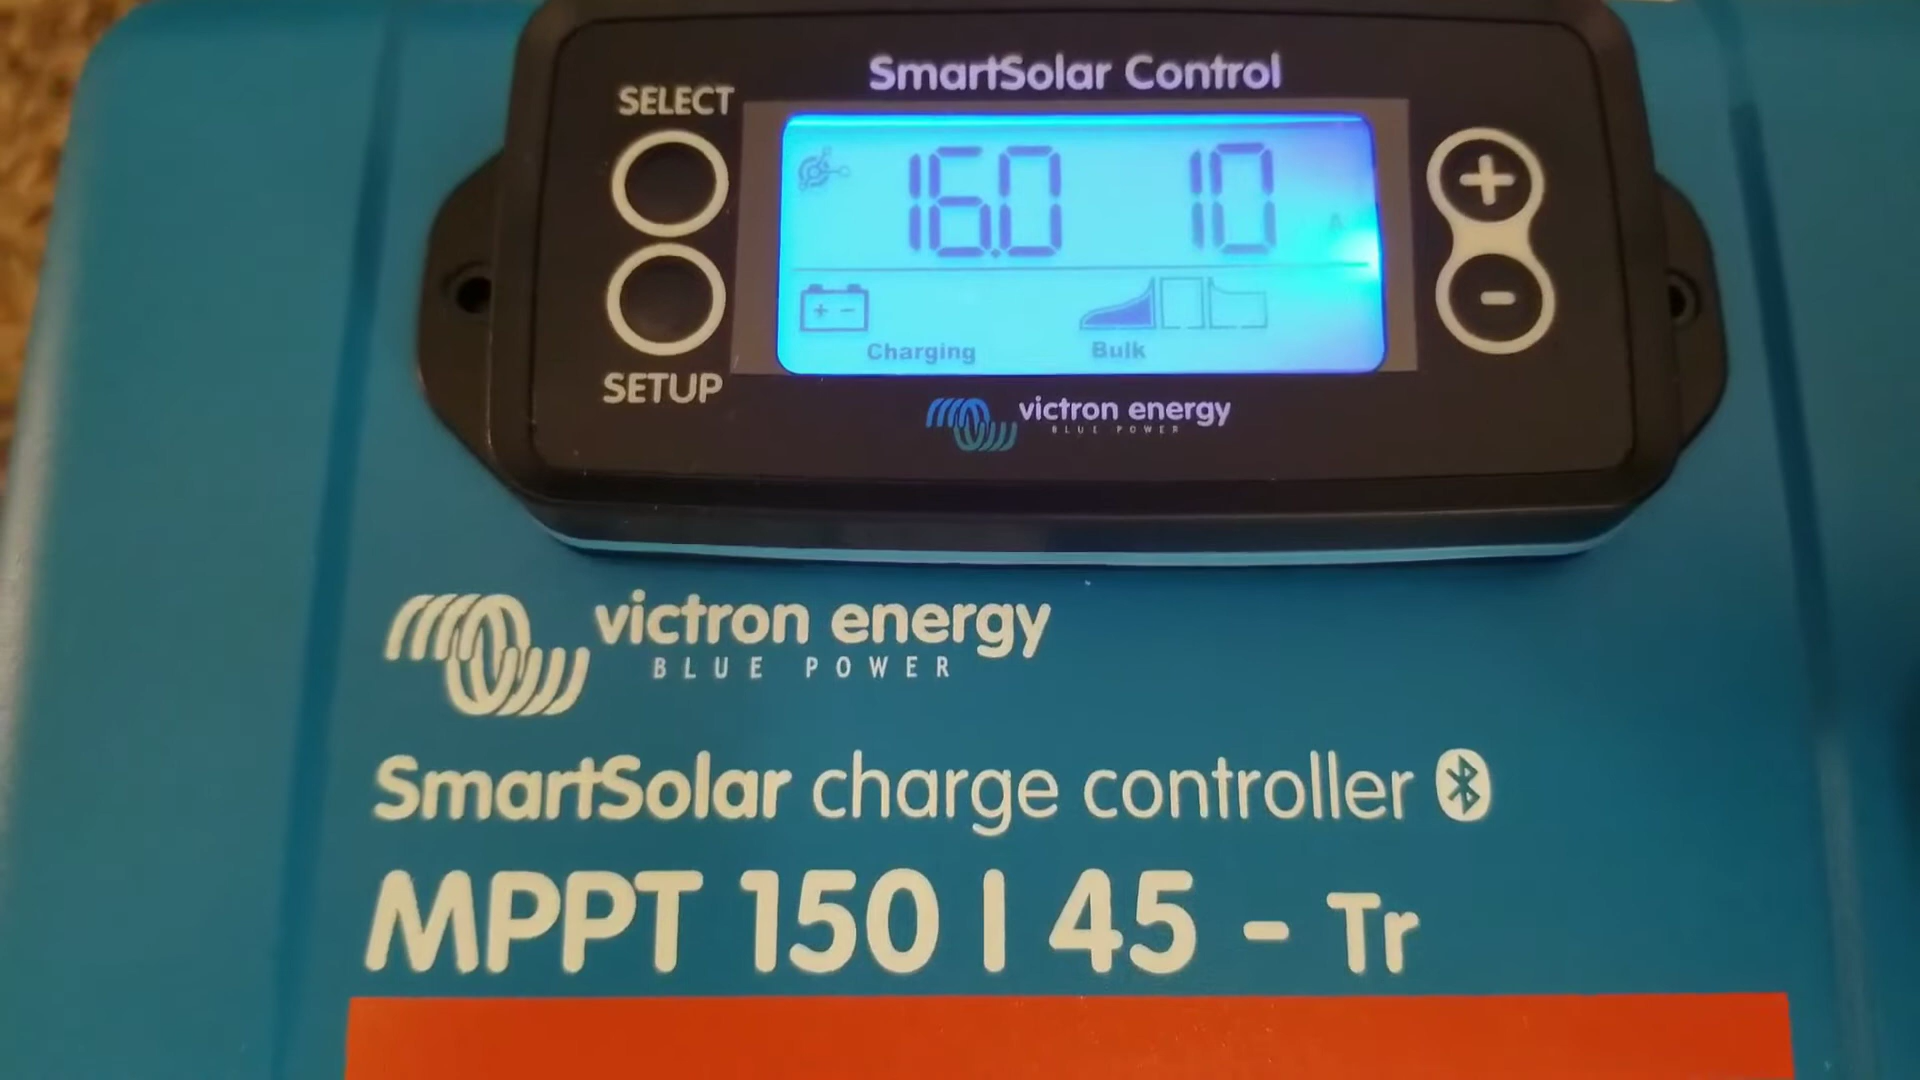 SmartSolar Control
SELECT
16.0 10 A
Charging Bulk
SETUP
+
-
victron energy
BLUE POWER
victron energy
BLUE POWER
SmartSolar charge controller
MPPT 150 | 45 - Tr